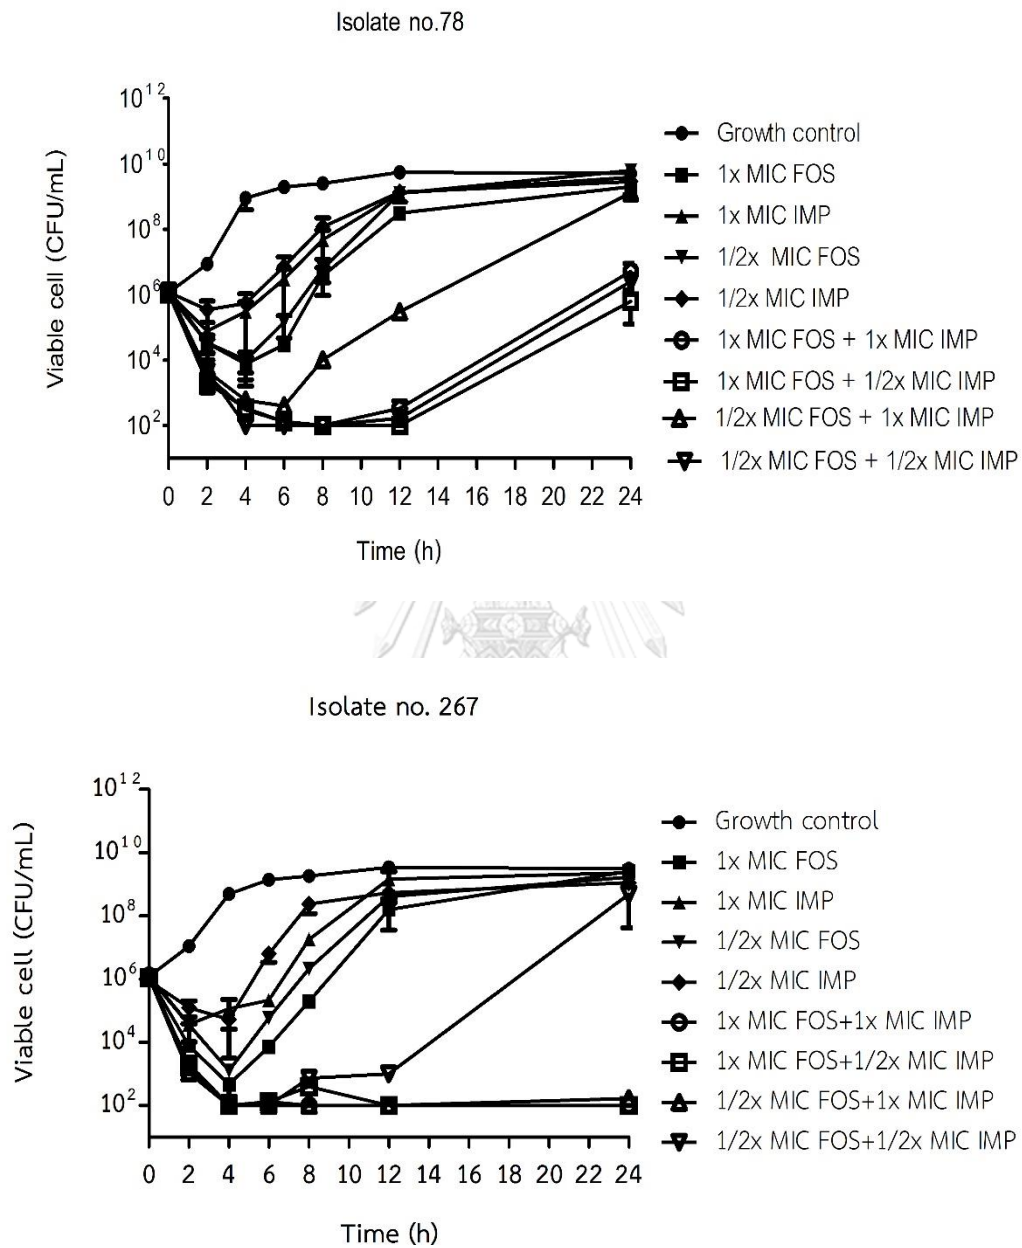 Isolate no.78
Viable cell (CFU/mL)
10^12
10^10
10^8
10^6
10^4
10^2
0 2 4 6 8 10 12 14 16 18 20 22 24
Time (h)
Growth control
1x MIC FOS
1x MIC IMP
1/2x MIC FOS
1/2x MIC IMP
1x MIC FOS + 1x MIC IMP
1x MIC FOS + 1/2x MIC IMP
1/2x MIC FOS + 1x MIC IMP
1/2x MIC FOS + 1/2x MIC IMP
Isolate no. 267
Viable cell (CFU/mL)
10^12
10^10
10^8
10^6
10^4
10^2
0 2 4 6 8 10 12 14 16 18 20 22 24
Time (h)
Growth control
1x MIC FOS
1x MIC IMP
1/2x MIC FOS
1/2x MIC IMP
1x MIC FOS+1x MIC IMP
1x MIC FOS+1/2x MIC IMP
1/2x MIC FOS+1x MIC IMP
1/2x MIC FOS+1/2x MIC IMP